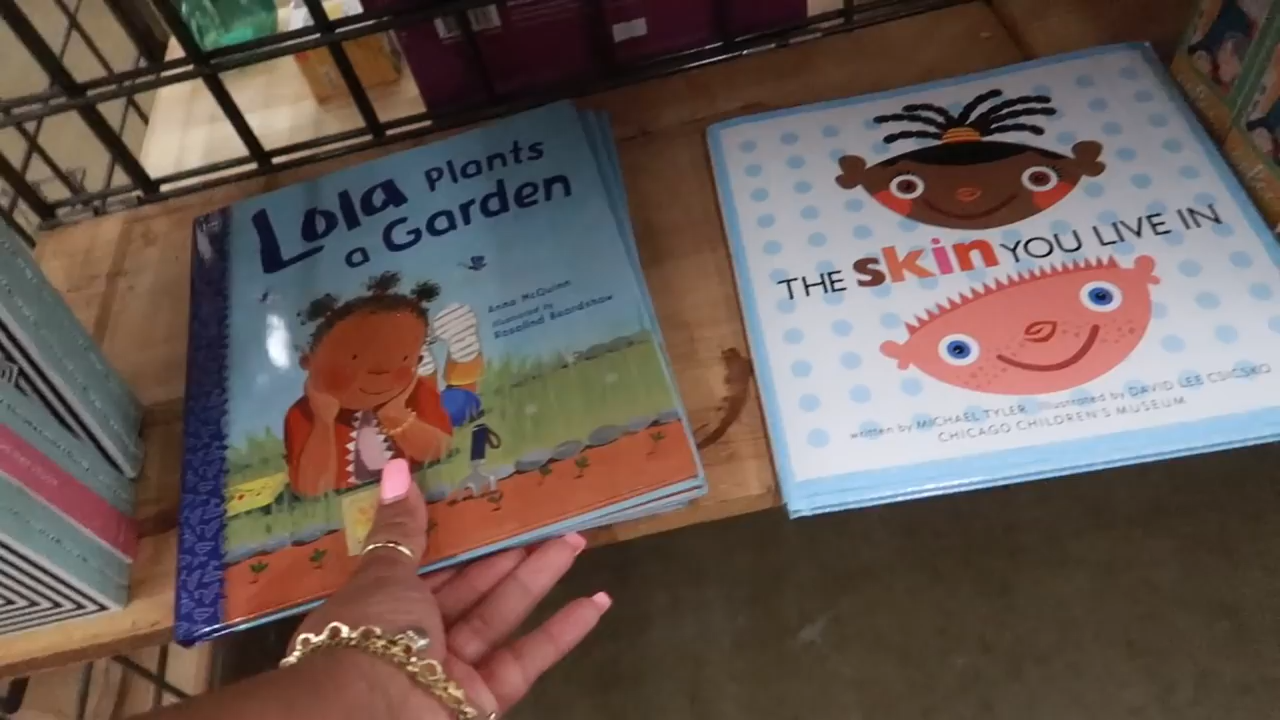 Lola Plants
a Garden
Anna McQuinn
illustrated by
Rosalind Beardshaw
THE skin YOU LIVE IN
written by MICHAEL TYLER illustrated by DAVID LEE CSICSKO
CHICAGO CHILDREN'S MUSEUM